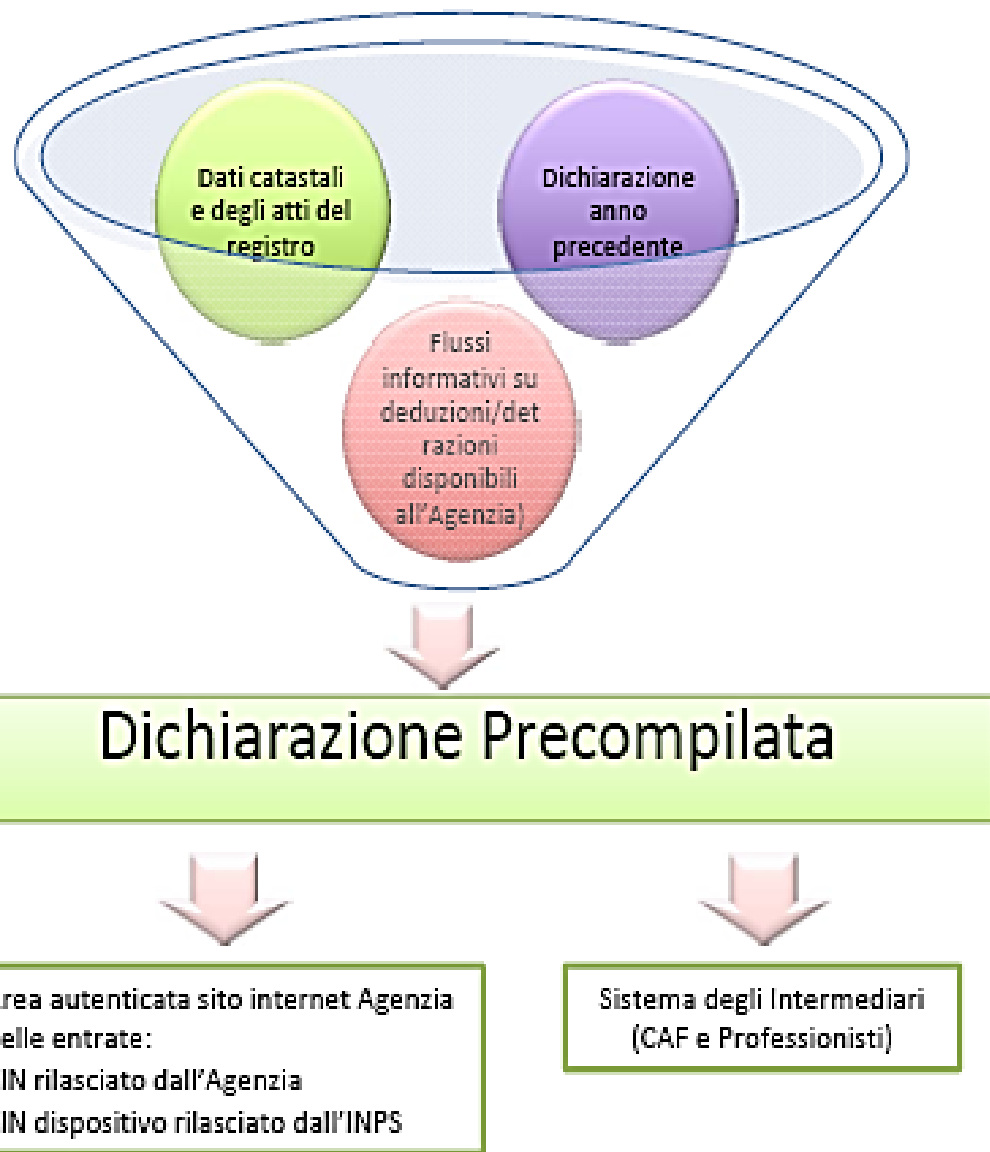 Dati catastali
e degli atti del
registro
Dichiarazione
anno
precedente
Flussi
informativi su
deduzioni/det
razioni
disponibili
all'Agenzia)
Dichiarazione Precompilata
rea autenticata sito internet Agenzia
elle entrate:
IN rilasciato dall'Agenzia
IN dispositivo rilasciato dall'INPS
Sistema degli Intermediari
(CAF e Professionisti)